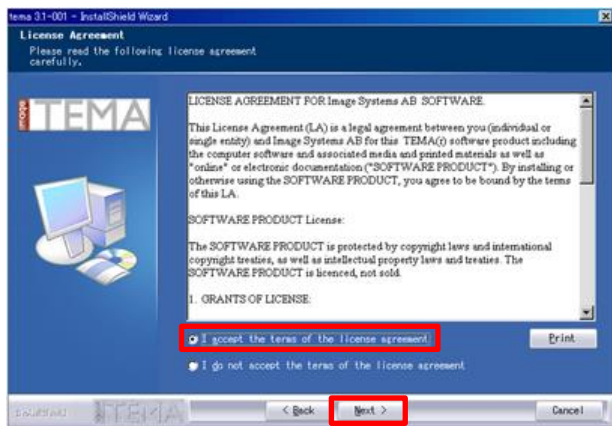 tema 3.1-001 - InstallShield Wizard
License Agreement
Please read the following license agreement
carefully.
image
TEMA
LICENSE AGREEMENT FOR Image Systems AB SOFTWARE.
This License Agreement (LA) is a legal agreement between you (individual or
single entity) and Image Systems AB for this TEMA(r) software product including
the computer software and associated media and printed materials as well as
"online" or electronic documentation ("SOFTWARE PRODUCT"). By installing or
otherwise using the SOFTWARE PRODUCT, you agree to be bound by the terms
of this LA.
SOFTWARE PRODUCT License:
The SOFTWARE PRODUCT is protected by copyright laws and international
copyright treaties, as well as intellectual property laws and treaties. The
SOFTWARE PRODUCT is licenced, not sold.
1. GRANTS OF LICENSE:
I accept the terms of the license agreement
Print
I do not accept the terms of the license agreement
InstallShield
TEMA
< Back
Next >
Cancel